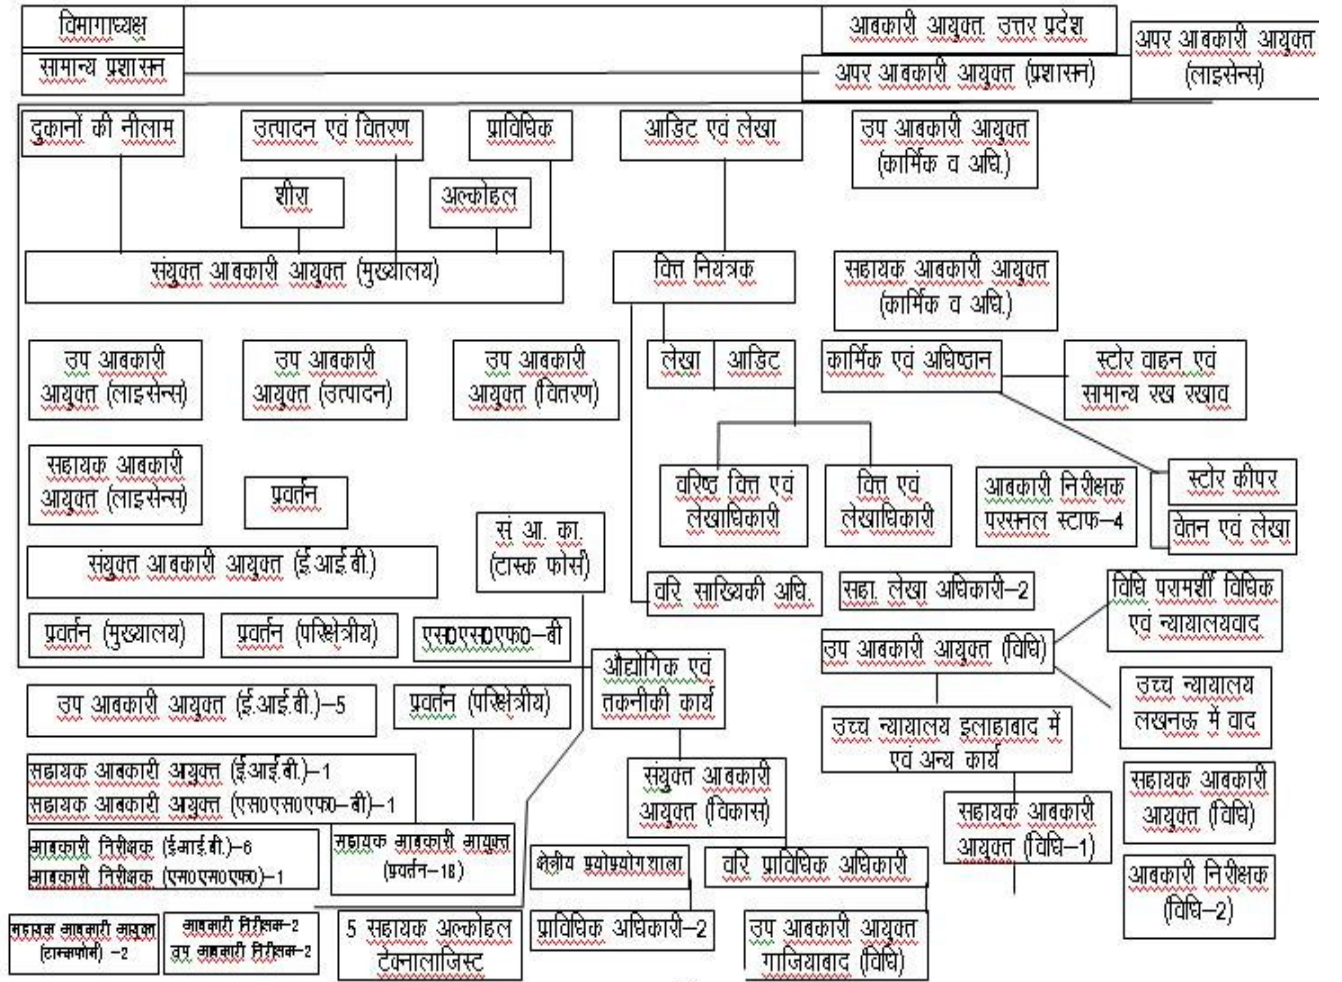 विमागाध्यक्ष
आबकारी आयुक्त. उत्तर प्रदेश
अपर आबकारी आयुक्त
(लाइसेन्स)
सामान्य प्रशासन
अपर आबकारी आयुक्त (प्रशासन)
दुकानों की नीलाम
उत्पादन एवं वितरण
प्राविधिक
आडिट एवं लेखा
उप आबकारी आयुक्त
(कार्मिक व अधि.)
शीरा
अल्कोहल
संयुक्त आबकारी आयुक्त (मुख्यालय)
वित्त नियंत्रक
सहायक आबकारी आयुक्त
(कार्मिक व अधि.)
उप आबकारी
आयुक्त (लाइसेन्स)
उप आबकारी
आयुक्त (उत्पादन)
उप आबकारी
आयुक्त (वितरण)
लेखा
आडिट
कार्मिक एवं अधिष्ठान
स्टोर वाहन एवं
सामान्य रख रखाव
सहायक आबकारी
आयुक्त (लाइसेन्स)
प्रवर्तन
सं आ. का.
(टास्क फोर्स)
वरिष्ठ वित्त एवं
लेखाधिकारी
वित्त एवं
लेखाधिकारी
आबकारी निरीक्षक
परसनल स्टाफ–4
स्टोर कीपर
वेतन एवं लेखा
संयुक्त आबकारी आयुक्त (ई.आई.बी.)
वरि साख्यिकी अधि.
सहा. लेखा अधिकारी–2
विधि परामर्शी विधिक
एवं न्यायालयवाद
प्रवर्तन (मुख्यालय)
प्रवर्तन (परिक्षेत्रीय)
एस0एस0एफ0–बी
उप आबकारी आयुक्त (विधि)
औद्योगिक एवं
तकनीकी कार्य
उच्च न्यायालय
लखनऊ में वाद
उप आबकारी आयुक्त (ई.आई.बी.)–5
प्रवर्तन (परिक्षेत्रीय)
उच्च न्यायालय इलाहाबाद में
एवं अन्य कार्य
सहायक आबकारी आयुक्त (ई.आई.बी.)–1
सहायक आबकारी आयुक्त (एस0एस0एफ0–बी)–1
संयुक्त आबकारी
आयुक्त (विकास)
सहायक आबकारी
आयुक्त (विधि)
सहायक आबकारी
आयुक्त (विधि–1)
आबकारी निरीक्षक (ई.आई.बी.)–6
आबकारी निरीक्षक (एस0एस0एफ0)–1
सहायक आबकारी आयुक्त
(प्रवर्तन–18)
क्षेत्रीय प्रयोप्रयोगशाला
वरि प्राविधिक अधिकारी
आबकारी निरीक्षक
(विधि–2)
सहायक आबकारी आयुक्त
(टास्कफोर्स) –2
आबकारी निरीक्षक–2
उप आबकारी निरीक्षक–2
5 सहायक अल्कोहल
टेक्नालाजिस्ट
प्राविधिक अधिकारी–2
उप आबकारी आयुक्त
गाजियाबाद (विधि)